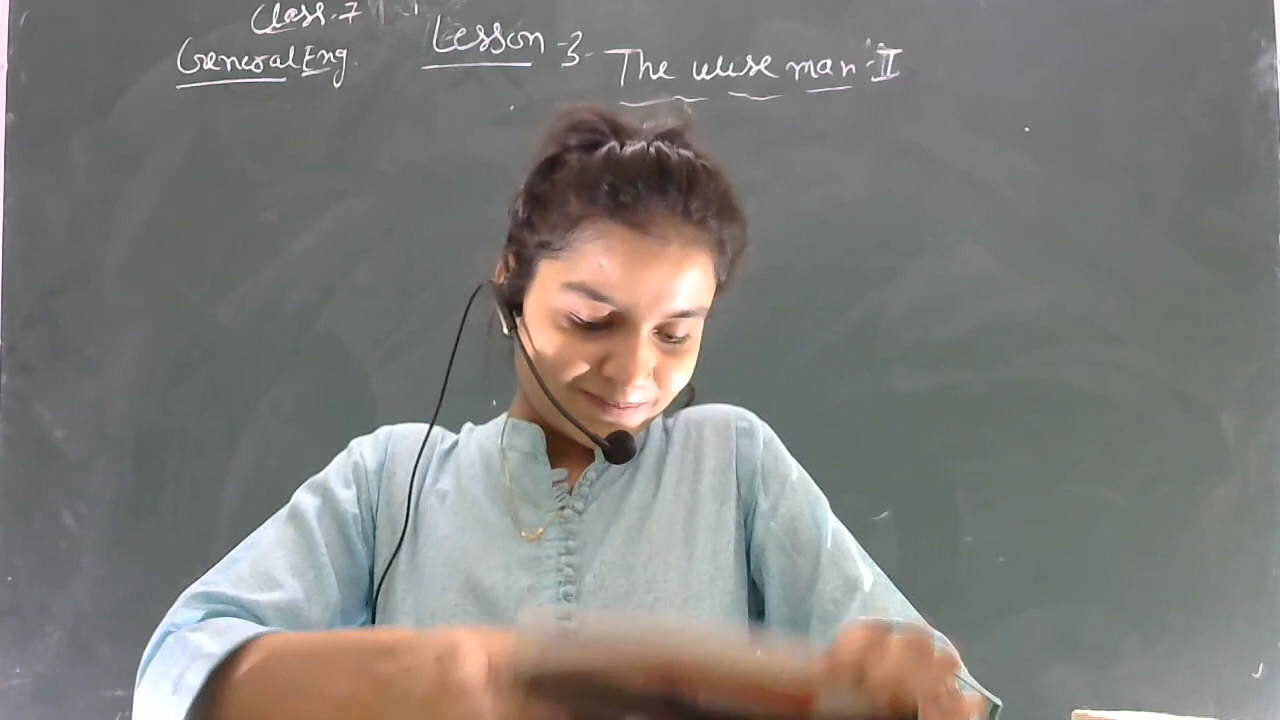 Class-7
General Eng.
Lesson-3- The wise man-II